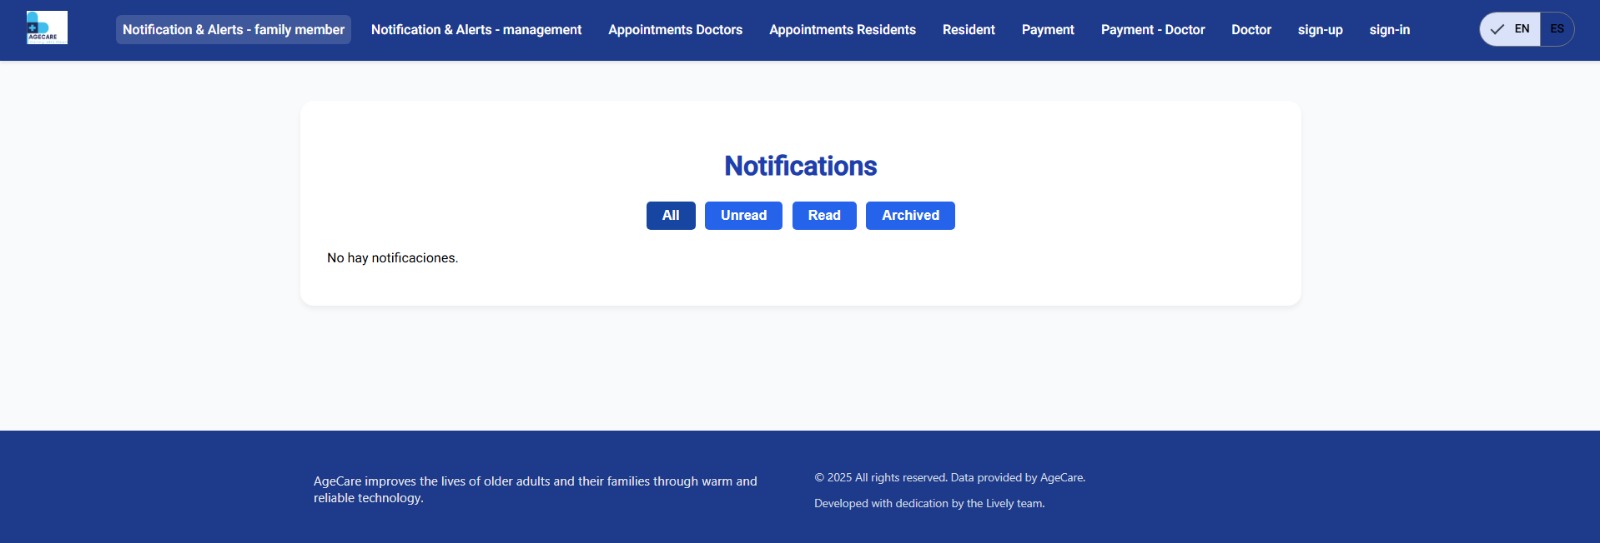 AGECARE
Notification & Alerts - family member
Notification & Alerts - management
Appointments Doctors
Appointments Residents
Resident
Payment
Payment - Doctor
Doctor
sign-up
sign-in
EN
ES
Notifications
All
Unread
Read
Archived
No hay notificaciones.
AgeCare improves the lives of older adults and their families through warm and
reliable technology.
© 2025 All rights reserved. Data provided by AgeCare.
Developed with dedication by the Lively team.